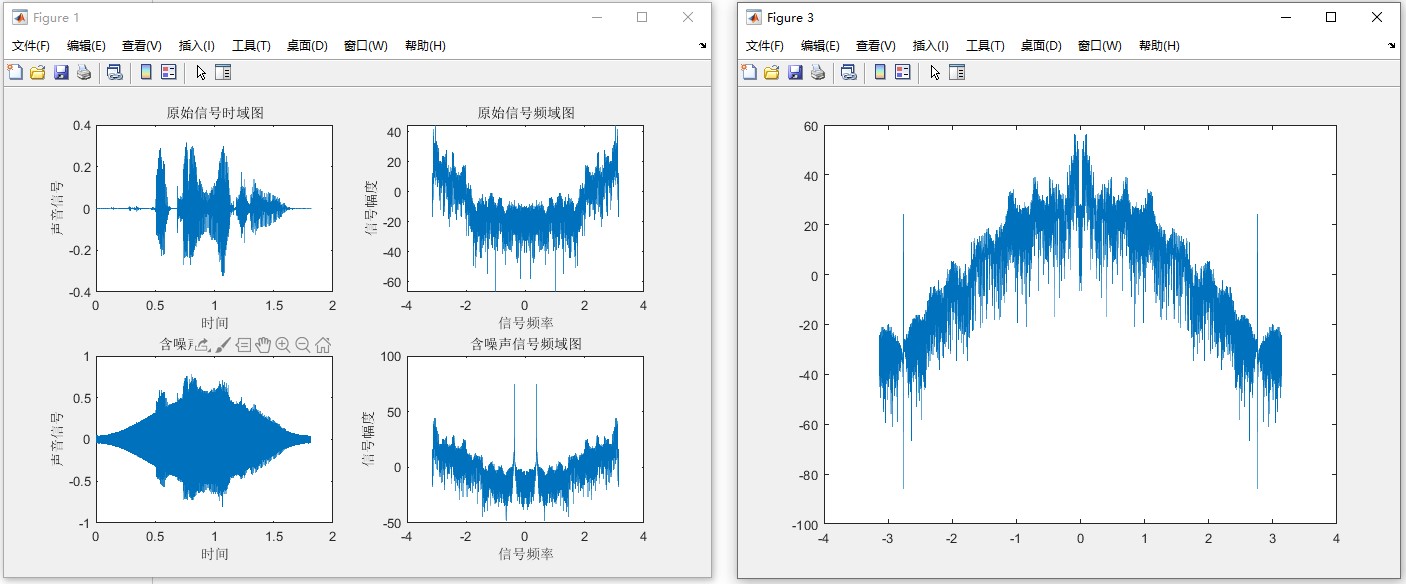 Figure 1
文件(F) 编辑(E) 查看(V) 插入(I) 工具(T) 桌面(D) 窗口(W) 帮助(H)
原始信号时域图
0.4
0.2
0
-0.2
-0.4
声音信号
0 0.5 1 1.5 2
时间
原始信号频域图
40
20
0
-20
-40
-60
信号幅度
-4 -2 0 2 4
信号频率
含噪
1
0.5
0
-0.5
-1
声音信号
0 0.5 1 1.5 2
时间
含噪声信号频域图
100
50
0
-50
信号幅度
-4 -2 0 2 4
信号频率
Figure 3
文件(F) 编辑(E) 查看(V) 插入(I) 工具(T) 桌面(D) 窗口(W) 帮助(H)
60
40
20
0
-20
-40
-60
-80
-100
-4 -3 -2 -1 0 1 2 3 4